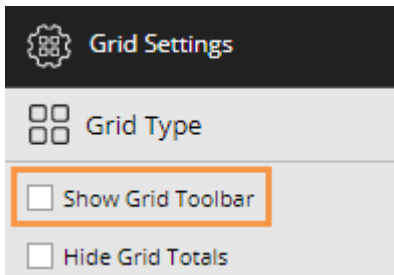 Grid Settings
Grid Type
Show Grid Toolbar
Hide Grid Totals